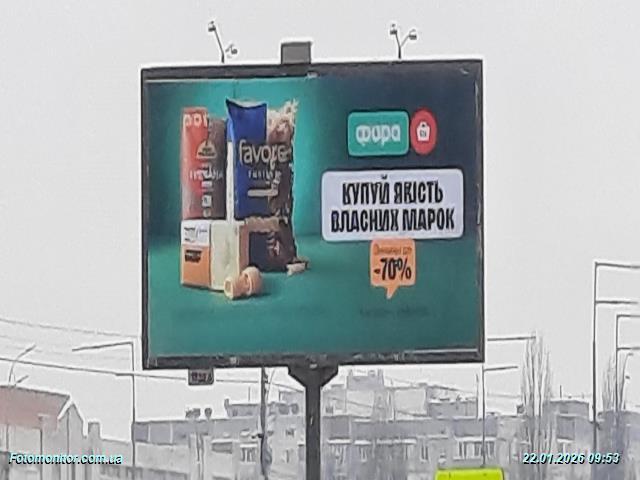 фора
КУПУЙ ЯКІСТЬ
ВЛАСНИХ МАРОК
-70%
favore
Fotomonitor.com.ua
22.01.2026 09:53